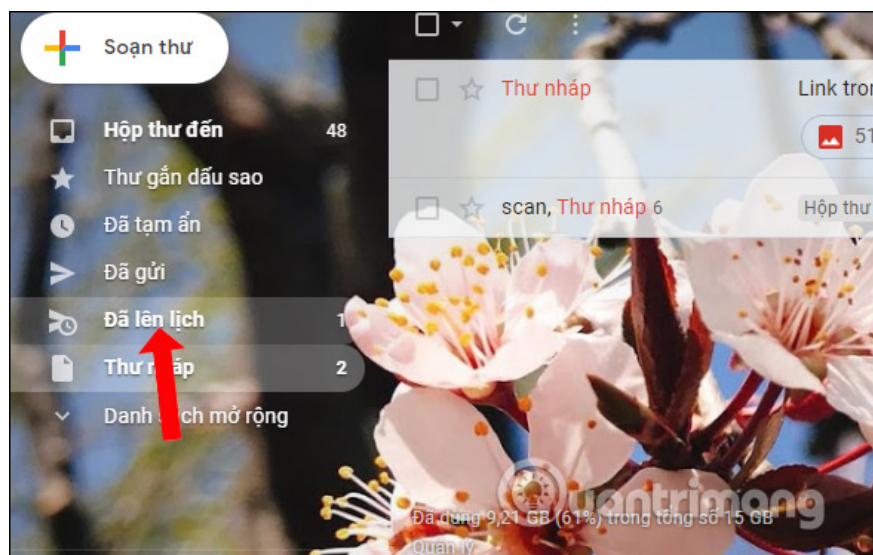 Soạn thư
Hộp thư đến 48
Thư gắn dấu sao
Đã tạm ẩn
Đã gửi
Đã lên lịch 1
Thư nháp 2
Danh sách mở rộng
Thư nháp Link tron
51
scan, Thư nháp 6 Hộp thư
Quantrimang
Đã dùng 9,21 GB (61%) trong tổng số 15 GB
Quản lý